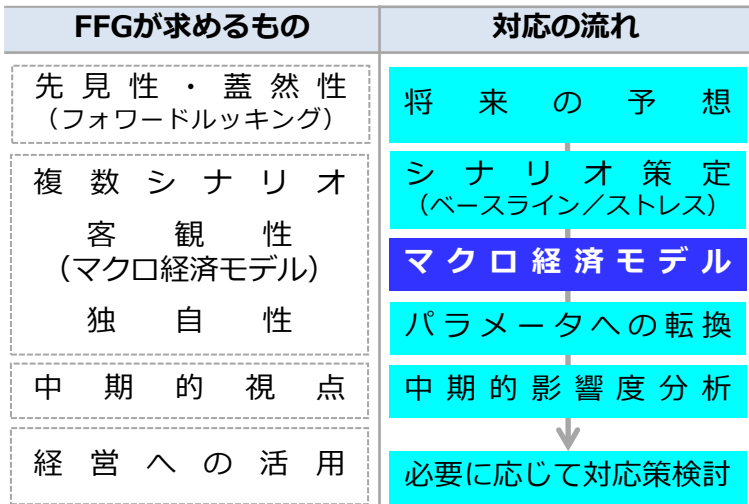 FFGが求めるもの
対応の流れ
先見性・蓋然性
（フォワードルッキング）
将来の予想
複数シナリオ
客観性
（マクロ経済モデル）
独自性
シナリオ策定
（ベースライン／ストレス）
マクロ経済モデル
パラメータへの転換
中期的視点
中期的影響度分析
経営への活用
必要に応じて対応策検討